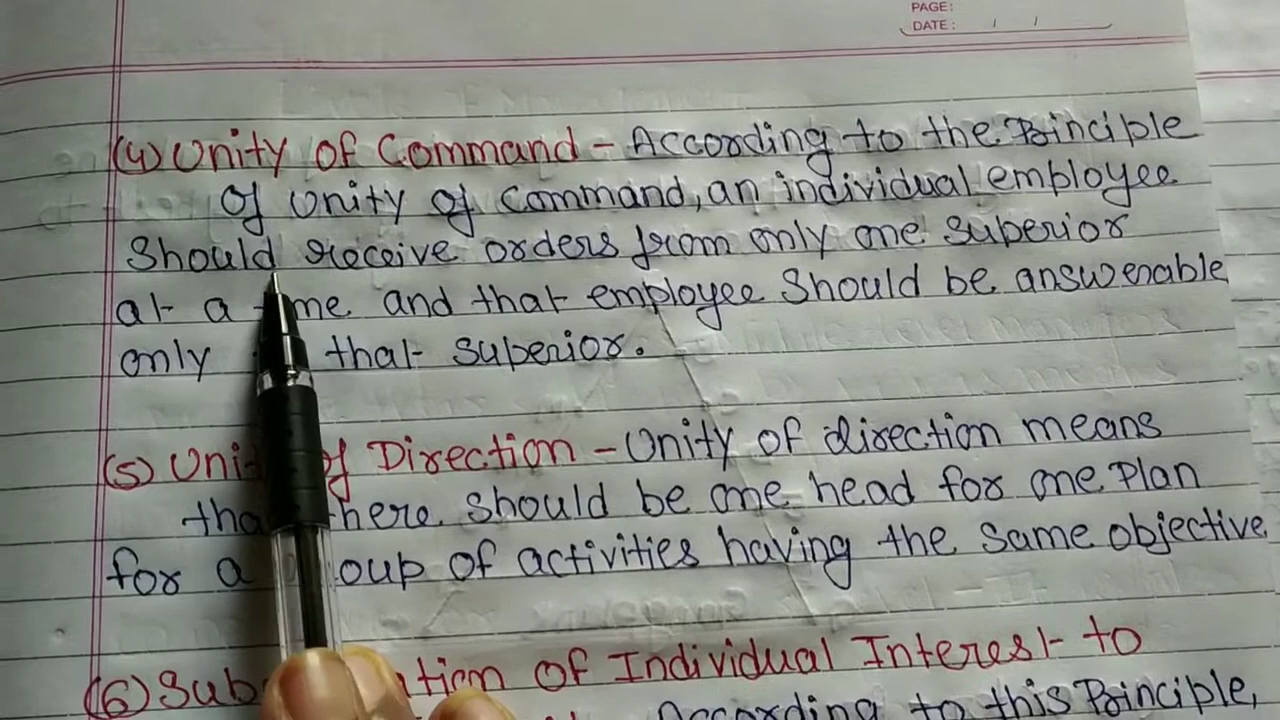 PAGE:
DATE: / /
(4) Unity of Command - According to the Principle
of Unity of Command, an individual employee
Should receive orders from only one Superior
at a me and that employee Should be answerable
only that Superior.
(5) Uni of Direction - Unity of direction means
tha here should be one head for one Plan
for a oup of activities having the same objective
(6) Sub ation of Individual Interest to
According to this Principle,